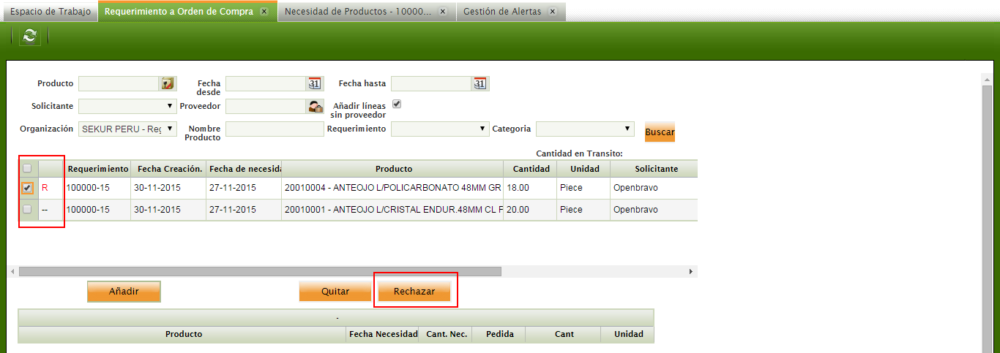 Espacio de Trabajo Requerimiento a Orden de Compra Necesidad de Productos - 10000... Gestión de Alertas
Producto Fecha desde 31 Fecha hasta 31
Solicitante Proveedor Añadir líneas sin proveedor
Organización SEKUR PERU - Reg Nombre Producto Requerimiento Categoria Buscar
Cantidad en Transito:
Requerimiento Fecha Creación. Fecha de necesida Producto Cantidad Unidad Solicitante
R 100000-15 30-11-2015 27-11-2015 20010004 - ANTEOJO L/POLICARBONATO 48MM GR 18.00 Piece Openbravo
-- 100000-15 30-11-2015 27-11-2015 20010001 - ANTEOJO L/CRISTAL ENDUR.48MM CL F 20.00 Piece Openbravo
Añadir Quitar Rechazar
-
Producto Fecha Necesidad Cant. Nec. Pedida Cant Unidad